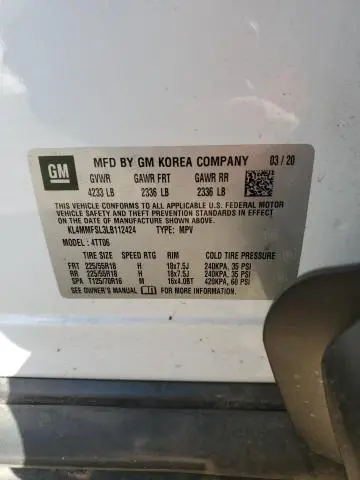 GM
MFD BY GM KOREA COMPANY 03/20
GVWR GAWR FRT GAWR RR
4233 LB 2336 LB 2336 LB
THIS VEHICLE CONFORMS TO ALL APPLICABLE U.S. FEDERAL MOTOR
VEHICLE SAFETY, BUMPER, AND THEFT PREVENTION STANDARDS
IN EFFECT ON THE DATE OF MANUFACTURE SHOWN ABOVE.
KL4MMFSL3LB112424 TYPE: MPV
MODEL: 4TT06
TIRE SIZE SPEED RTG RIM COLD TIRE PRESSURE
FRT 225/55R18 H 18x7.5J 240KPA, 35 PSI
RR 225/55R18 H 18x7.5J 240KPA, 35 PSI
SPA T125/70R16 M 16x4.0BT 420KPA, 60 PSI
SEE OWNER'S MANUAL FOR MORE INFORMATION.